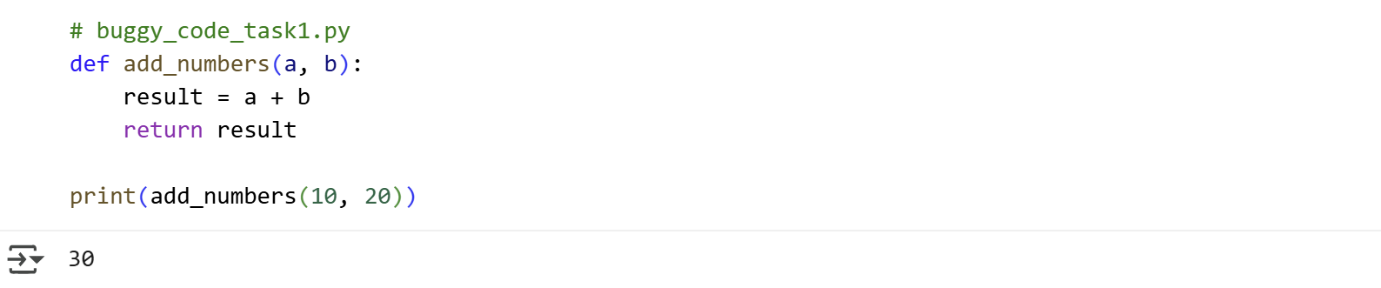 # buggy_code_task1.py
def add_numbers(a, b):
    result = a + b
    return result

print(add_numbers(10, 20))
30